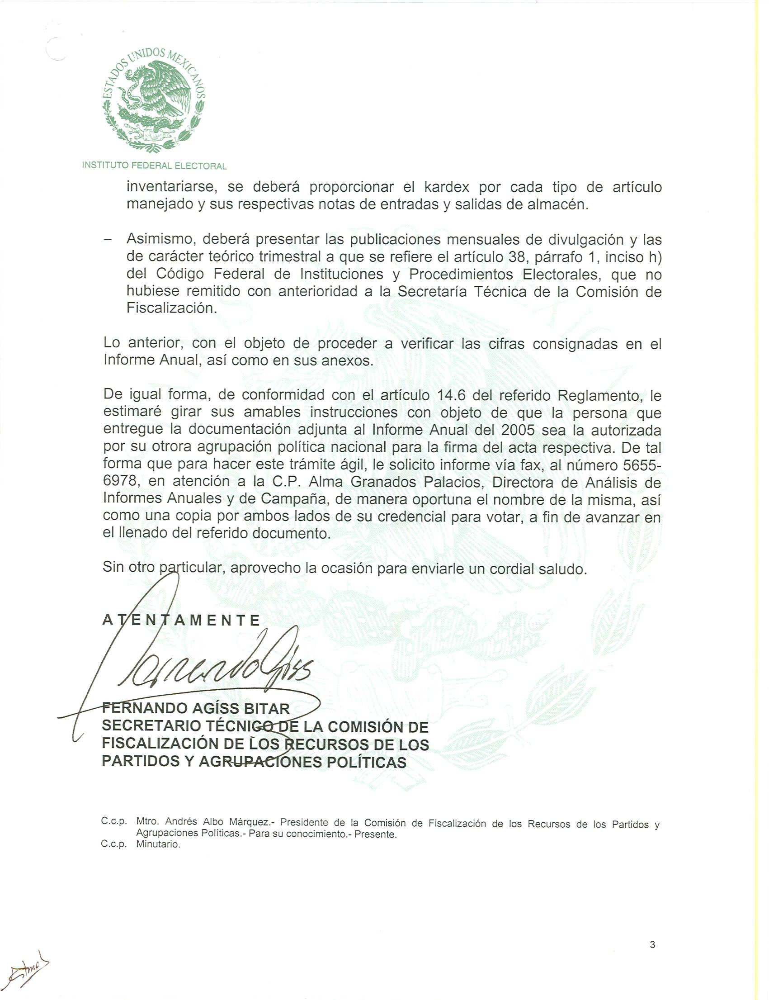 ESTADOS UNIDOS MEXICANOS
INSTITUTO FEDERAL ELECTORAL
inventariarse, se deberá proporcionar el kardex por cada tipo de artículo
manejado y sus respectivas notas de entradas y salidas de almacén.
– Asimismo, deberá presentar las publicaciones mensuales de divulgación y las
de carácter teórico trimestral a que se refiere el artículo 38, párrafo 1, inciso h)
del Código Federal de Instituciones y Procedimientos Electorales, que no
hubiese remitido con anterioridad a la Secretaría Técnica de la Comisión de
Fiscalización.
Lo anterior, con el objeto de proceder a verificar las cifras consignadas en el
Informe Anual, así como en sus anexos.
De igual forma, de conformidad con el artículo 14.6 del referido Reglamento, le
estimaré girar sus amables instrucciones con objeto de que la persona que
entregue la documentación adjunta al Informe Anual del 2005 sea la autorizada
por su otrora agrupación política nacional para la firma del acta respectiva. De tal
forma que para hacer este trámite ágil, le solicito informe vía fax, al número 5655-
6978, en atención a la C.P. Alma Granados Palacios, Directora de Análisis de
Informes Anuales y de Campaña, de manera oportuna el nombre de la misma, así
como una copia por ambos lados de su credencial para votar, a fin de avanzar en
el llenado del referido documento.
Sin otro particular, aprovecho la ocasión para enviarle un cordial saludo.
A T E N T A M E N T E
FERNANDO AGÍSS BITAR
SECRETARIO TÉCNICO DE LA COMISIÓN DE
FISCALIZACIÓN DE LOS RECURSOS DE LOS
PARTIDOS Y AGRUPACIONES POLÍTICAS
C.c.p. Mtro. Andrés Albo Márquez.- Presidente de la Comisión de Fiscalización de los Recursos de los Partidos y
Agrupaciones Políticas.- Para su conocimiento.- Presente.
C.c.p. Minutario.
3